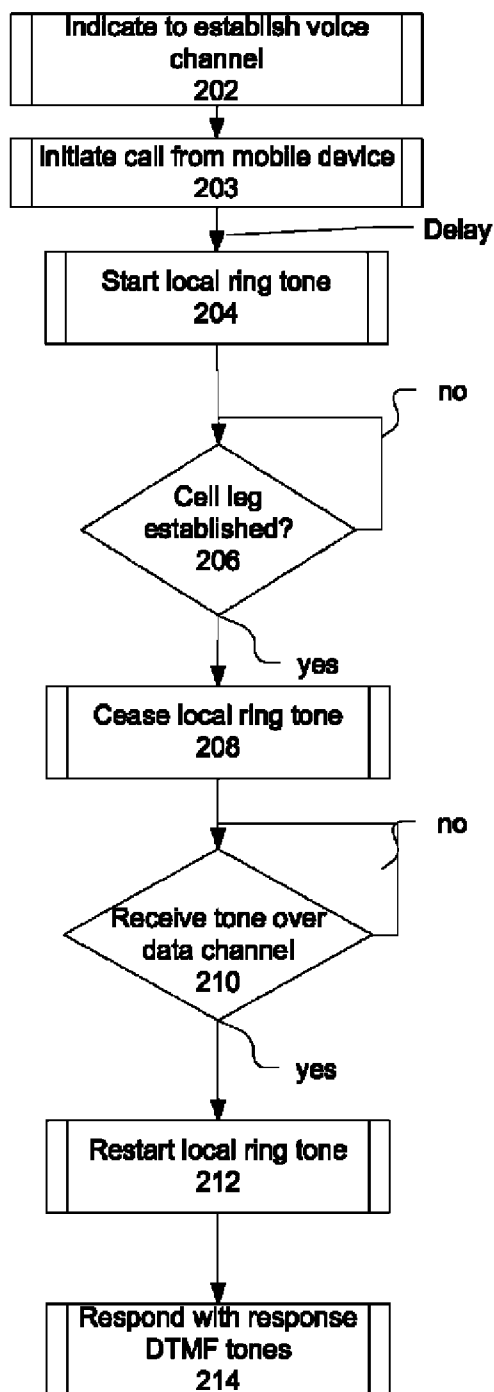 Indicate to establish voice
channel
202
Initiate call from mobile device
203
Delay
Start local ring tone
204
no
Cell leg
established?
206
yes
Cease local ring tone
208
no
Receive tone over
data channel
210
yes
Restart local ring tone
212
Respond with response
DTMF tones
214